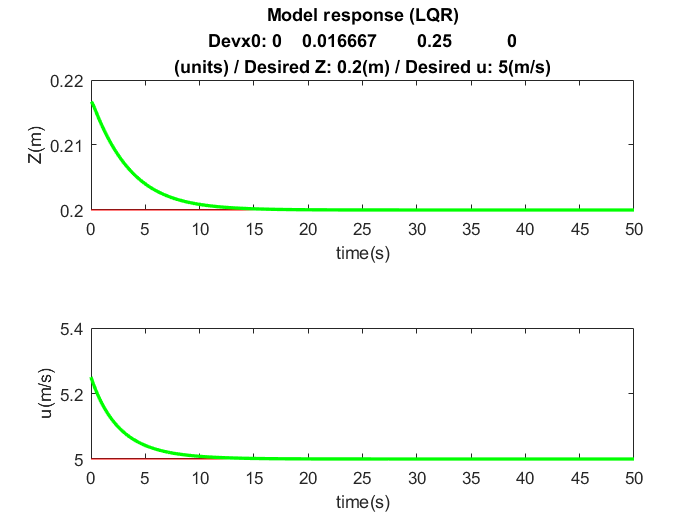 Model response (LQR)
Devx0: 0    0.016667        0.25           0
(units) / Desired Z: 0.2(m) / Desired u: 5(m/s)
0.22
0.21
0.2
Z(m)
0 5 10 15 20 25 30 35 40 45 50
time(s)
5.4
5.2
5
u(m/s)
0 5 10 15 20 25 30 35 40 45 50
time(s)